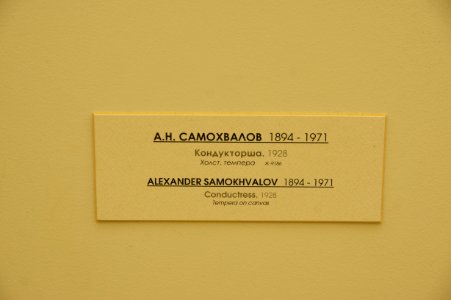 А.Н. САМОХВАЛОВ 1894 - 1971
Кондукторша. 1928
Холст, темпера
ALEXANDER SAMOKHVALOV 1894 - 1971
Conductress. 1928
Tempera on canvas